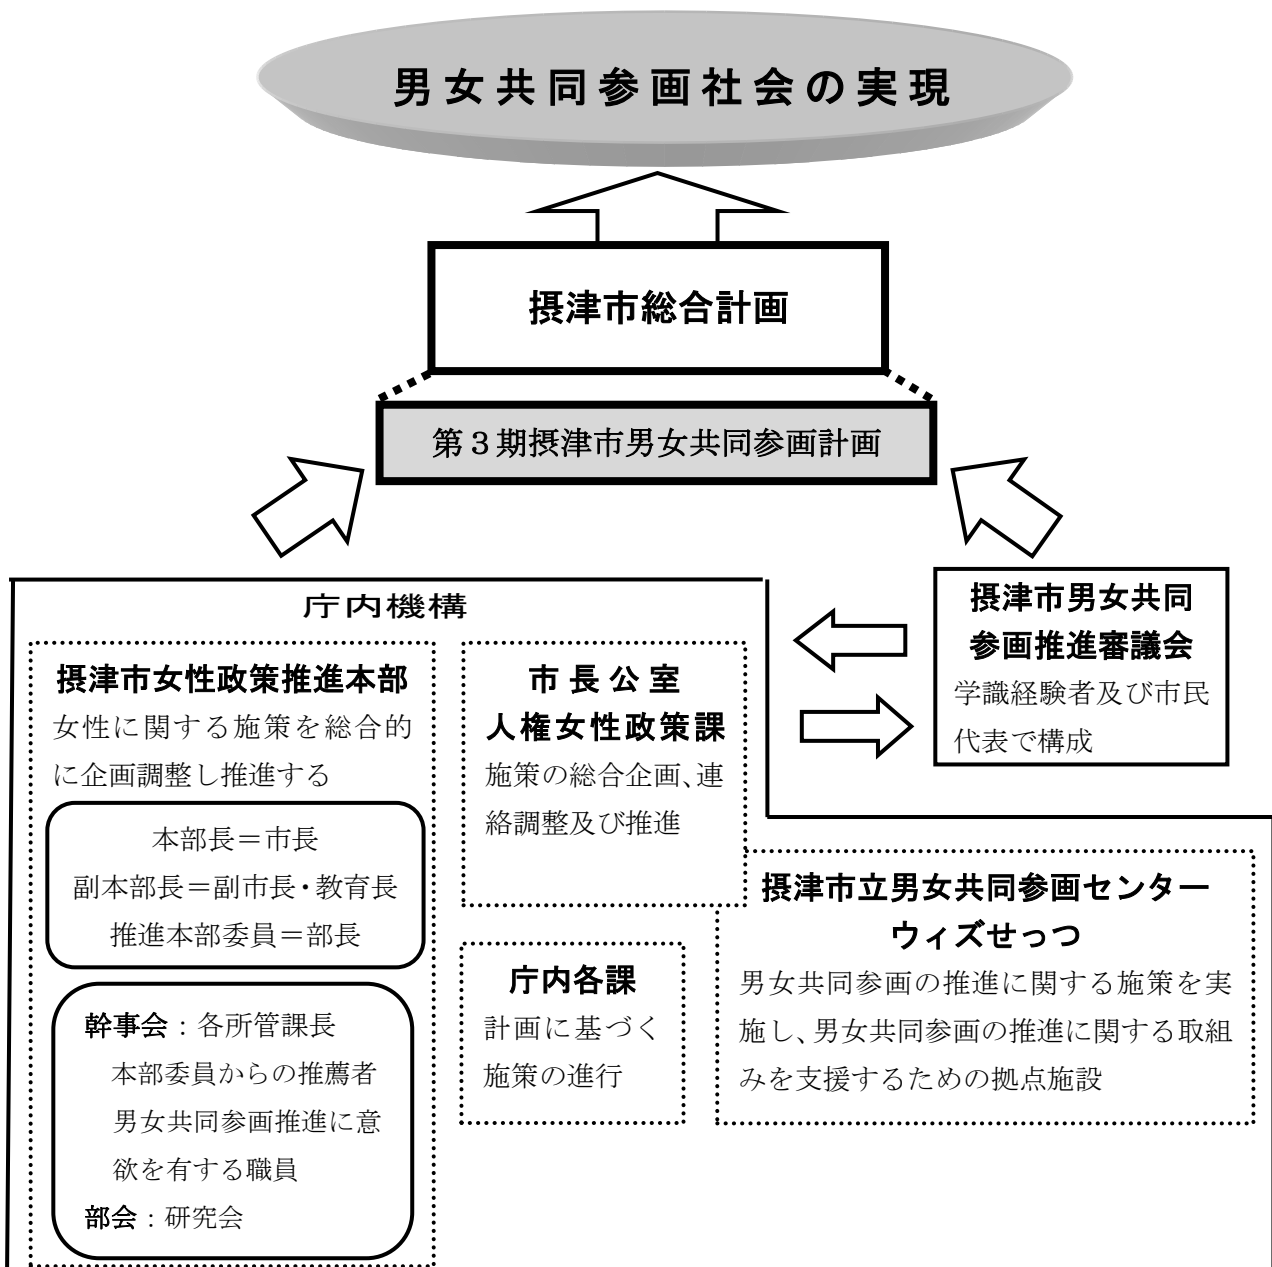 男女共同参画社会の実現
摂津市総合計画
第３期摂津市男女共同参画計画
庁内機構
摂津市女性政策推進本部
女性に関する施策を総合的
に企画調整し推進する
本部長＝市長
副本部長＝副市長・教育長
推進本部委員＝部長
幹事会：各所管課長
本部委員からの推薦者
男女共同参画推進に意
欲を有する職員
部会：研究会
市長公室
人権女性政策課
施策の総合企画、連
絡調整及び推進
庁内各課
計画に基づく
施策の進行
摂津市男女共同
参画推進審議会
学識経験者及び市民
代表で構成
摂津市立男女共同参画センター
ウィズせっつ
男女共同参画の推進に関する施策を実
施し、男女共同参画の推進に関する取組
みを支援するための拠点施設